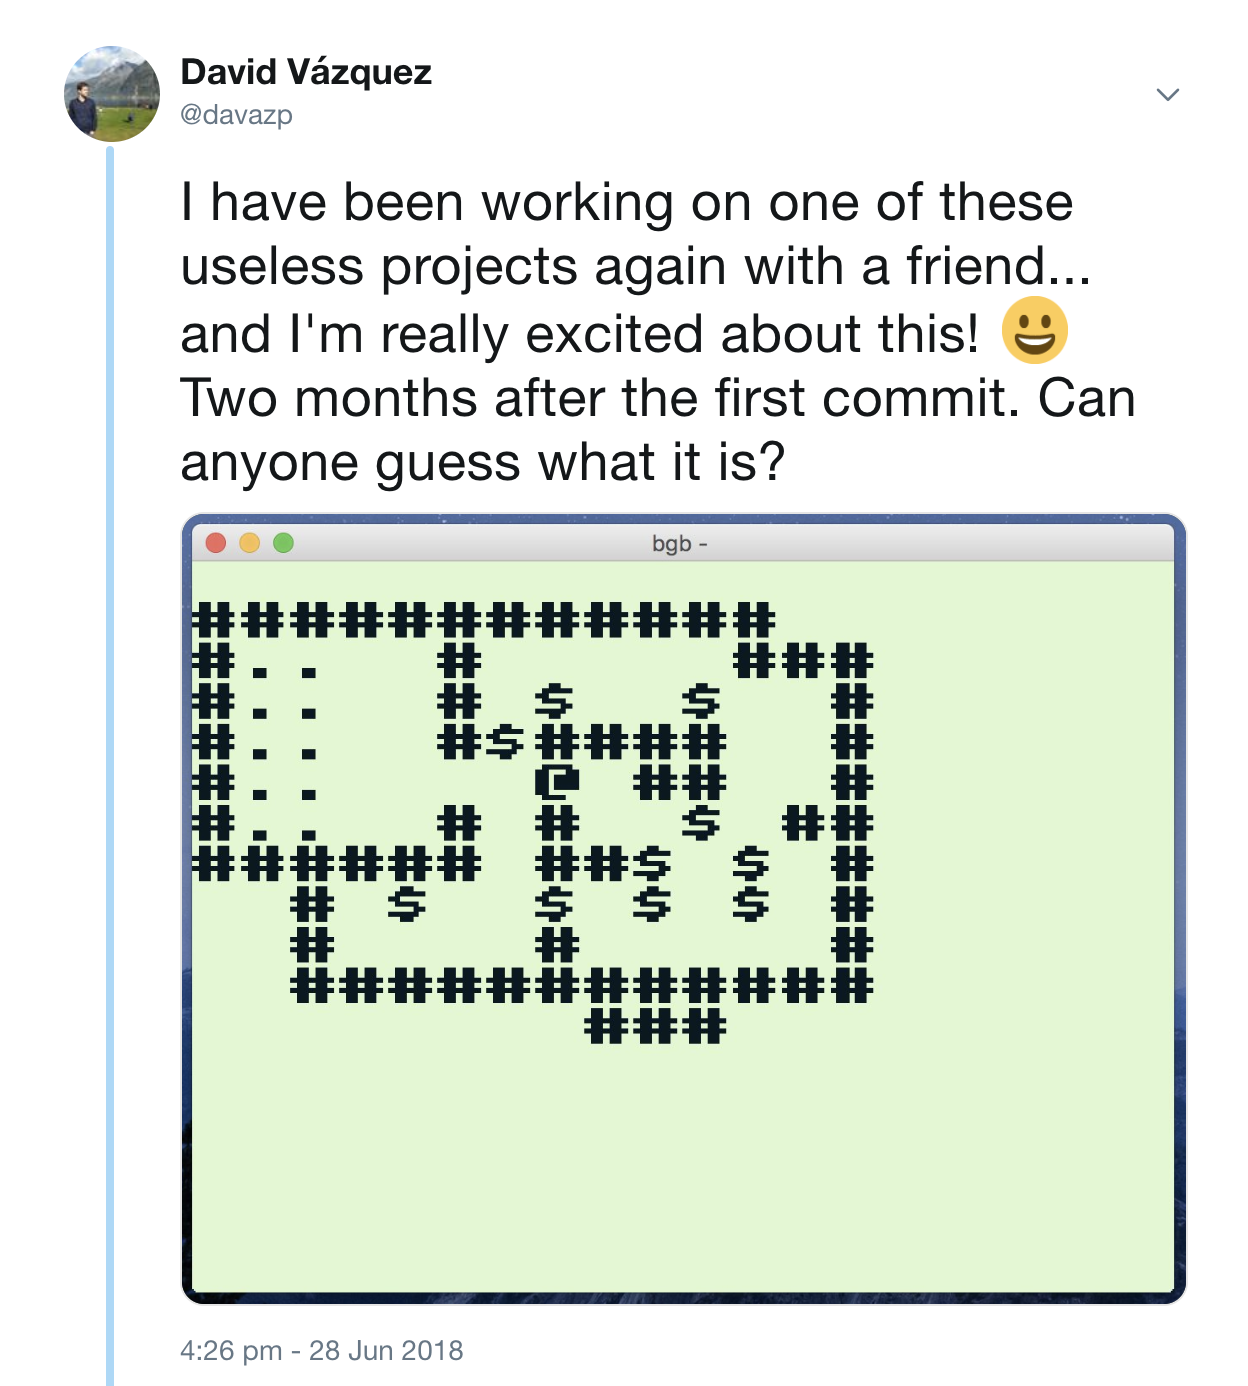 David Vázquez
@davazp
I have been working on one of these
useless projects again with a friend...
and I'm really excited about this! 😀
Two months after the first commit. Can
anyone guess what it is?
bgb -
############
#..  #     ###
#..  # $  $  #
#..  #$####  #
#..    @ ##  #
#..  # #  $ ##
###### ##$ $ #
  # $  $ $ $ #
  #    #     #
  ############
        ###
4:26 pm - 28 Jun 2018